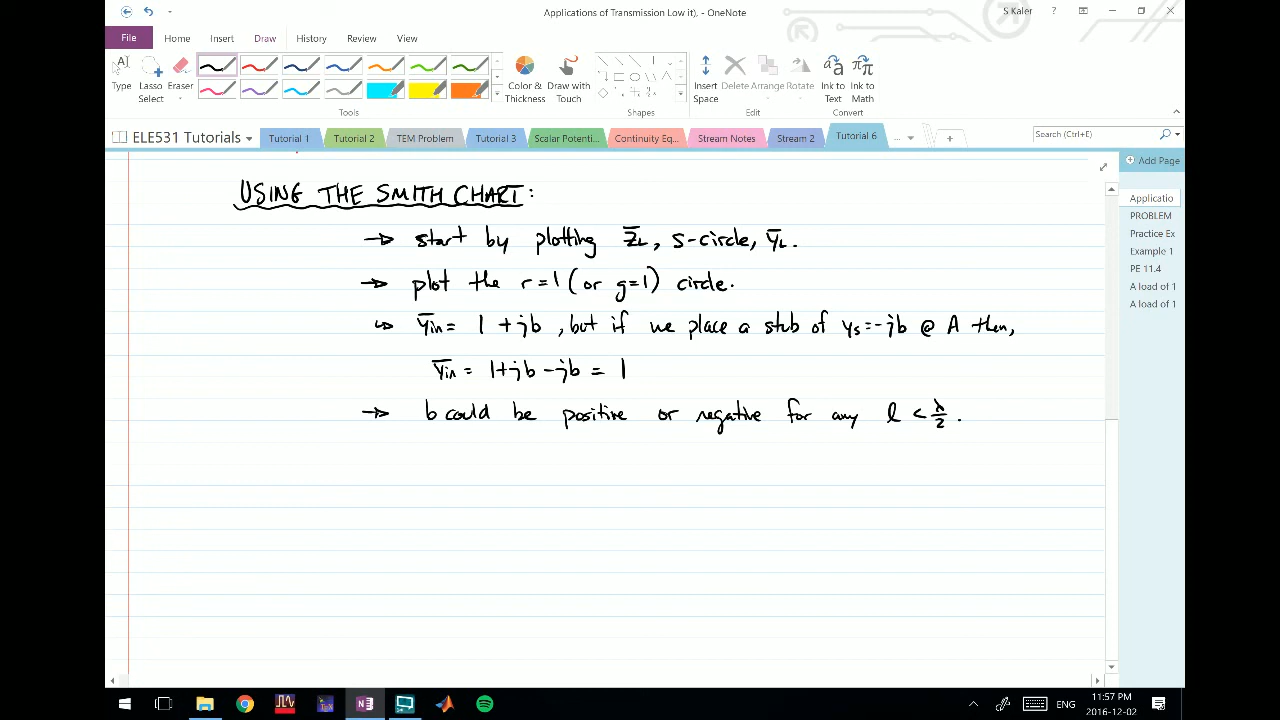 Applications of Transmission Low it), - OneNote
S Kaler
?
File Home Insert Draw History Review View
Type
Lasso Select
Eraser
Color & Thickness
Draw with Touch
Insert Space
Delete
Arrange
Rotate
Ink to Text
Ink to Math
Tools
Shapes
Edit
Convert
ELE531 Tutorials
Tutorial 1
Tutorial 2
TEM Problem
Tutorial 3
Scalar Potenti...
Continuity Eq...
Stream Notes
Stream 2
Tutorial 6
...
Search (Ctrl+E)
Add Page
Applicatio
PROBLEM
Practice Ex
Example 1
PE 11.4
A load of 1
A load of 1
USING THE SMITH CHART:
→ start by plotting z̅L, s-circle, y̅L.
→ plot the r=1 (or g=1) circle.
↳ y̅in = 1 + jb, but if we place a stub of ys=-jb @ A then,
y̅in = 1+jb-jb = 1
→ b could be positive or negative for any l < λ/2.
ENG
11:57 PM
2016-12-02